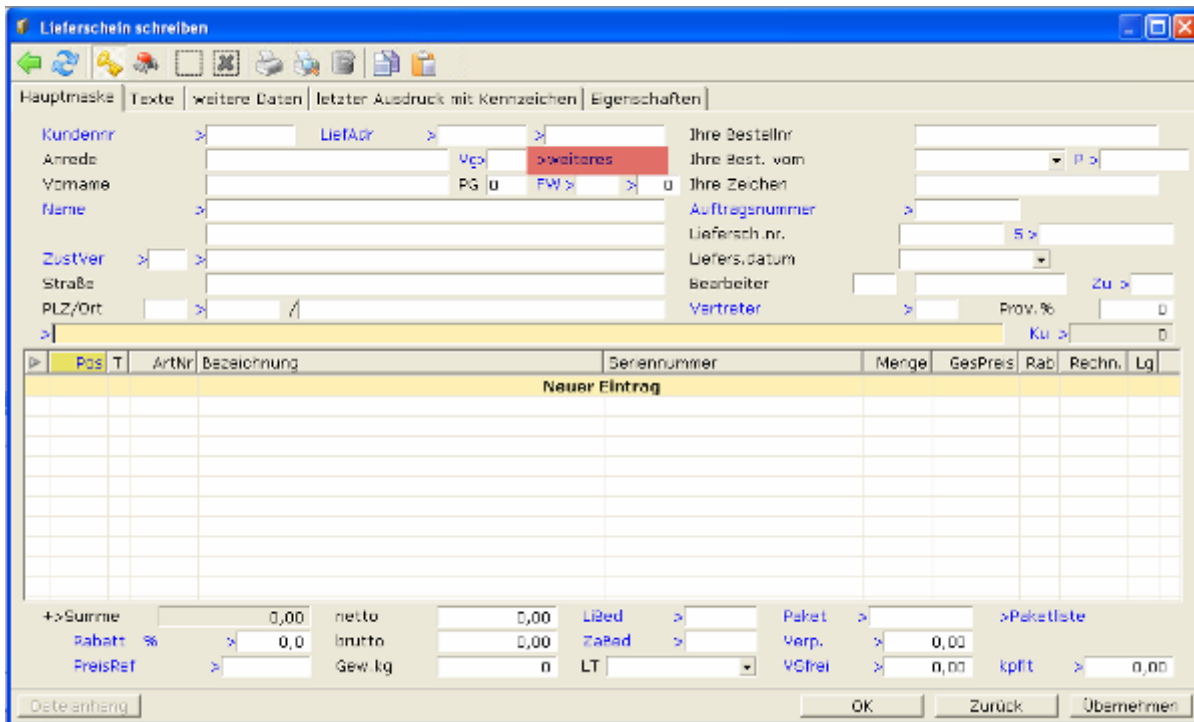 Lieferschein schreiben
Hauptmaske Texte weitere Daten letzter Ausdruck mit Kennzeichen Eigenschaften
Kundennr > LiefAdr > > Ihre Bestellnr
Anrede Vg> >weiteres Ihre Best. vom P >
Vorname PG 0 FW > > 0 Ihre Zeichen
Name > Auftragsnummer >
Liefersch.nr. S >
ZustVer > > Liefers.datum
Straße Bearbeiter Zu >
PLZ/Ort > / Vertreter > Prov.% 0
> Ku > 0
Pos T ArtNr Bezeichnung Seriennummer Menge GesPreis Rab Rechn. Lg
Neuer Eintrag
+>Summe 0,00 netto 0,00 LiBed > Paket > >Paketliste
Rabatt % > 0,0 brutto 0,00 ZaBed > Verp. > 0,00
PreisRef > Gew.kg 0 LT VSfrei > 0,00 kpflt > 0,00
Dateianhang OK Zurück Übernehmen